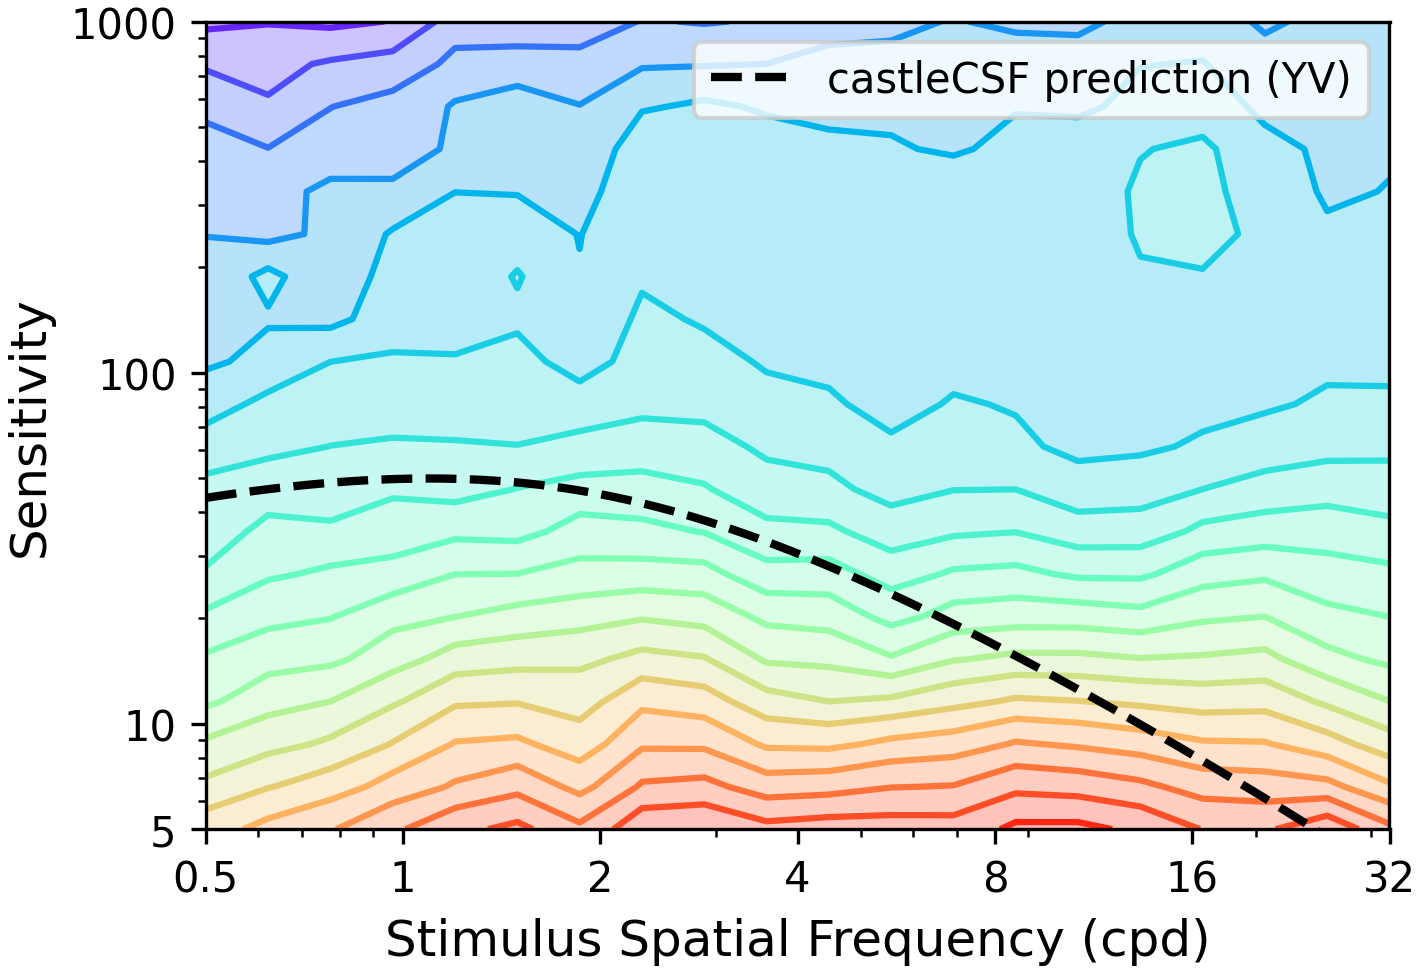 1000
castleCSF prediction (YV)
100
10
5
Sensitivity
0.5 1 2 4 8 16 32
Stimulus Spatial Frequency (cpd)